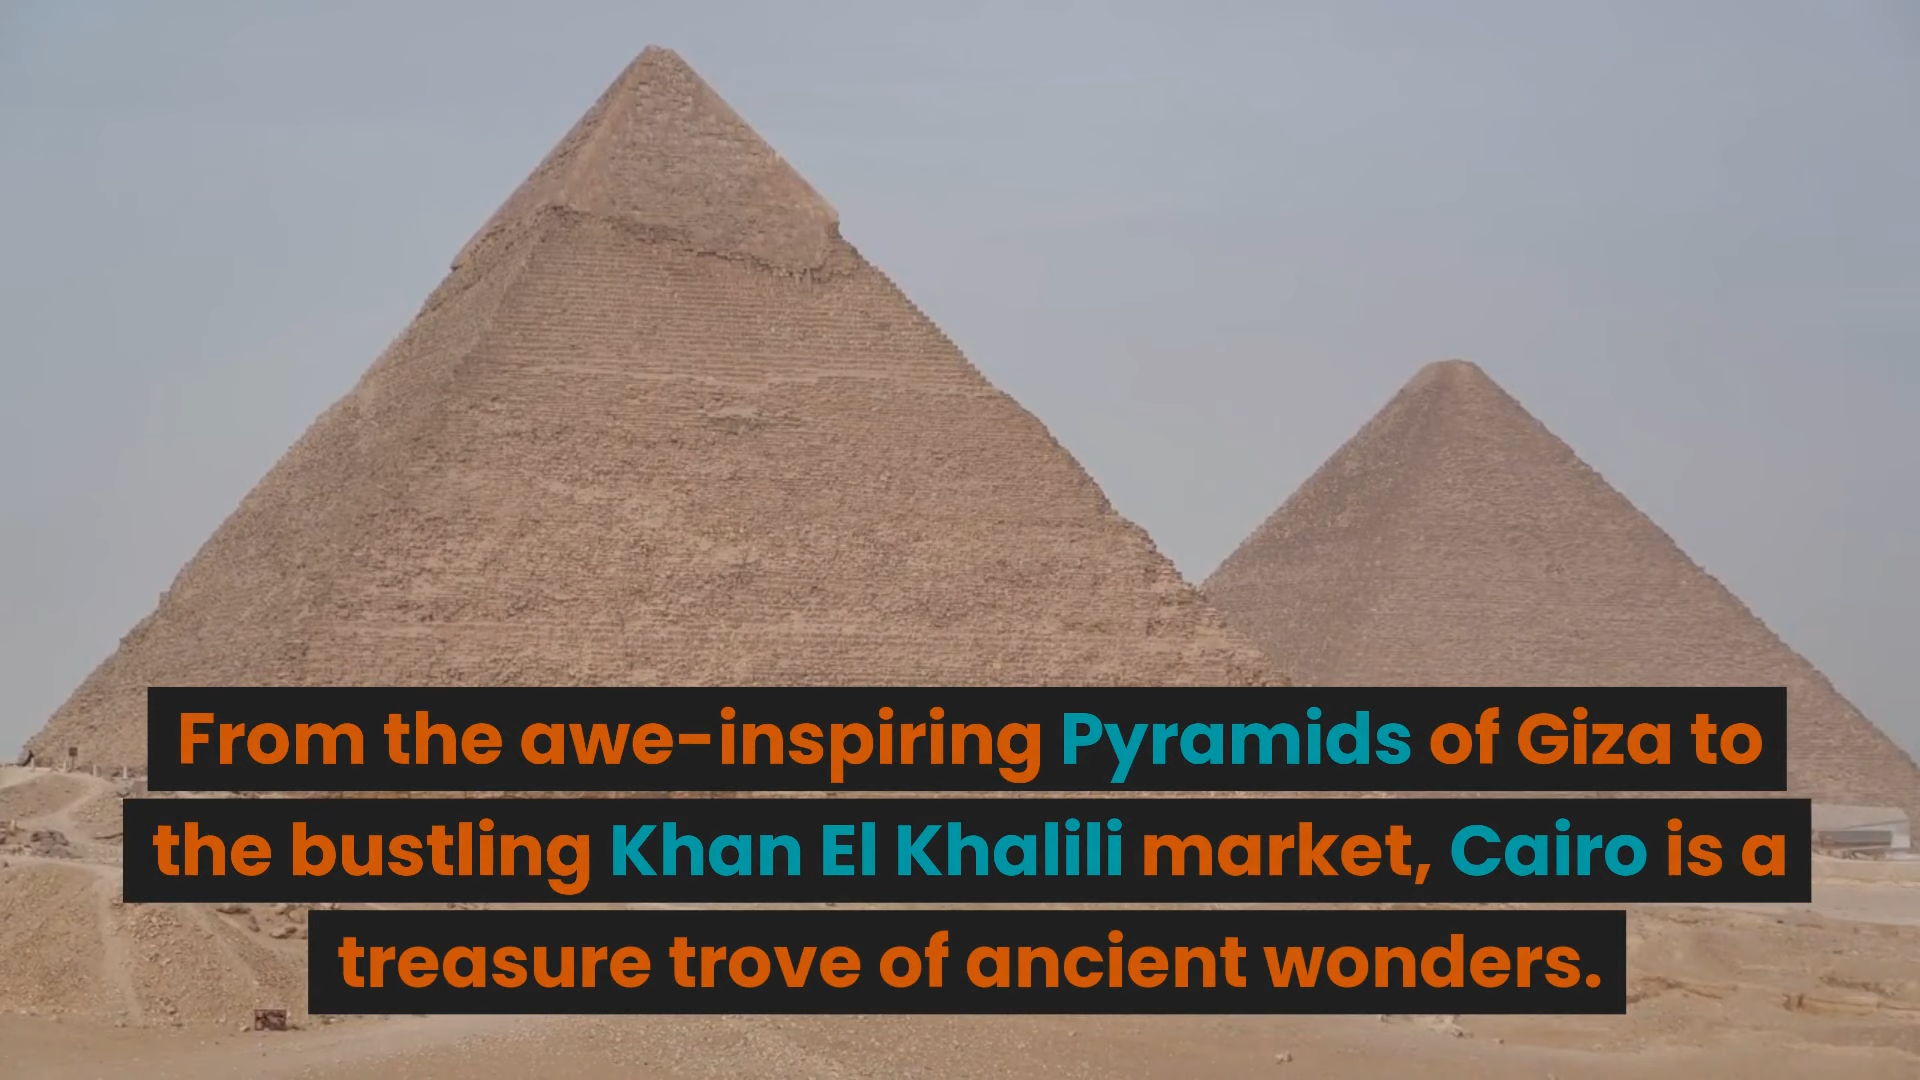 From the awe-inspiring Pyramids of Giza to
the bustling Khan El Khalili market, Cairo is a
treasure trove of ancient wonders.